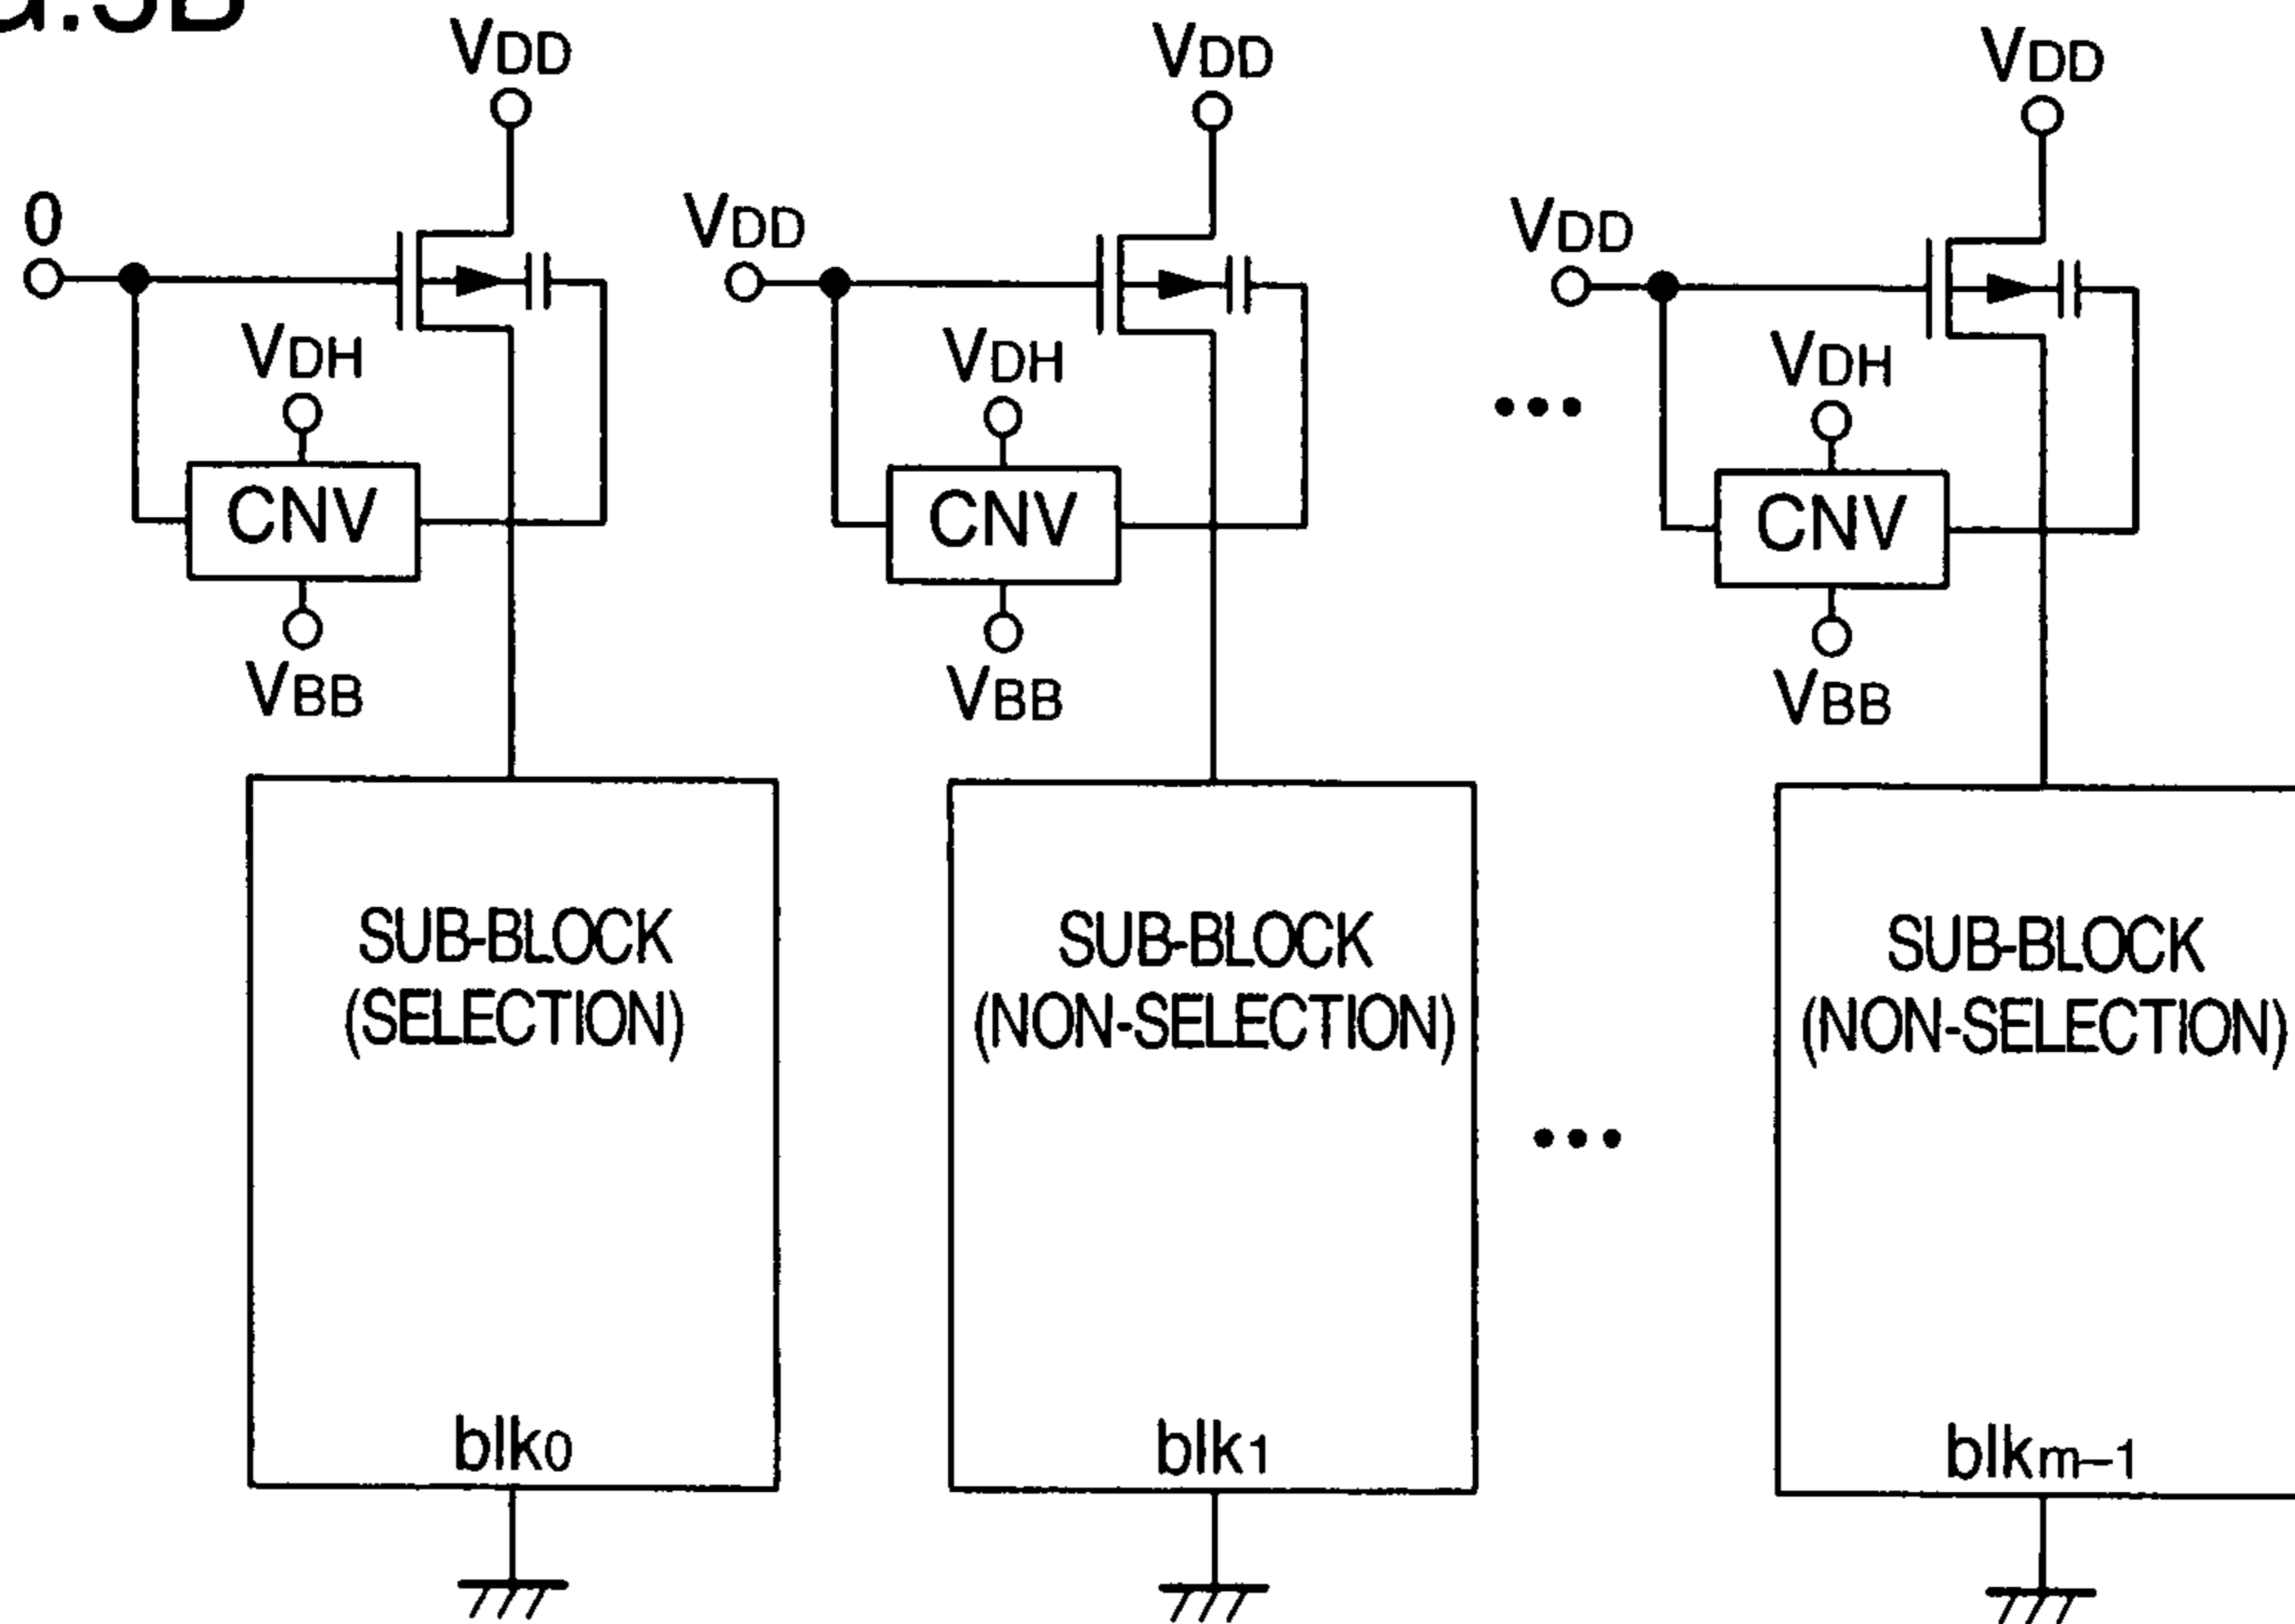 VDD VDD VDD
0 VDD VDD
VDH VDH VDH
••• 
CNV CNV CNV
VBB VBB VBB
SUB-BLOCK SUB-BLOCK SUB-BLOCK
(SELECTION) (NON-SELECTION) (NON-SELECTION)
•••
blk0 blk1 blkm–1